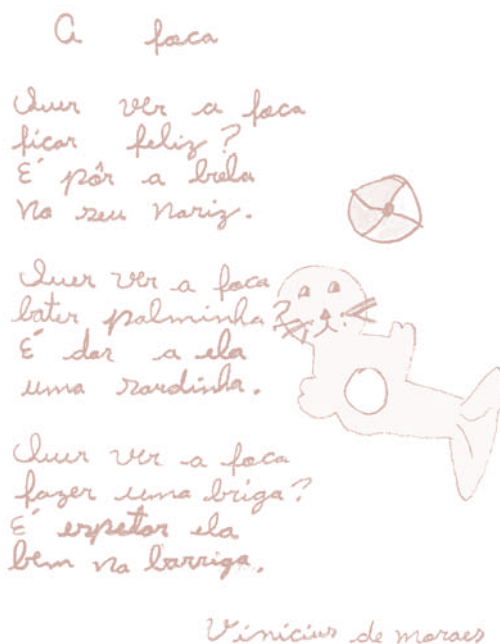 A foca
Quer ver a foca
ficar feliz?
É pôr a bola
No seu nariz.
Quer ver a foca
bater palminha?
É dar a ela
uma sardinha.
Quer ver a foca
fazer uma briga?
É espetar ela
bem na barriga.
Vinicius de Moraes